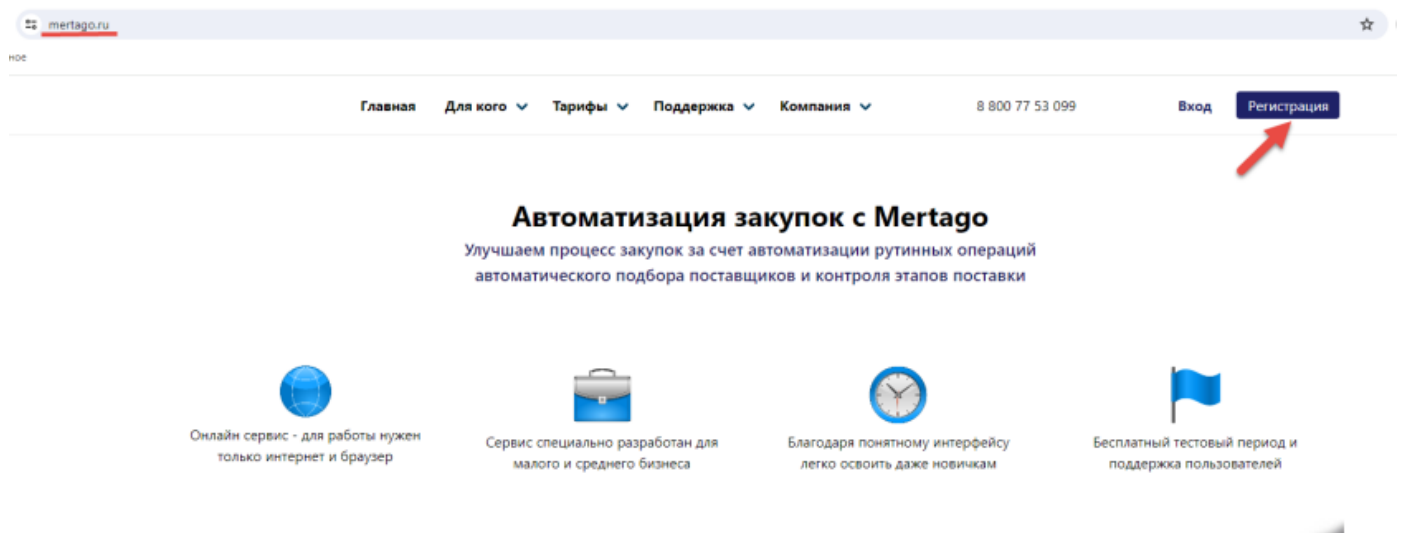 mertago.ru
ное
Главная Для кого Тарифы Поддержка Компания 8 800 77 53 099 Вход Регистрация
Автоматизация закупок с Mertago
Улучшаем процесс закупок за счет автоматизации рутинных операций
автоматического подбора поставщиков и контроля этапов поставки
Онлайн сервис - для работы нужен
только интернет и браузер
Сервис специально разработан для
малого и среднего бизнеса
Благодаря понятному интерфейсу
легко освоить даже новичкам
Бесплатный тестовый период и
поддержка пользователей